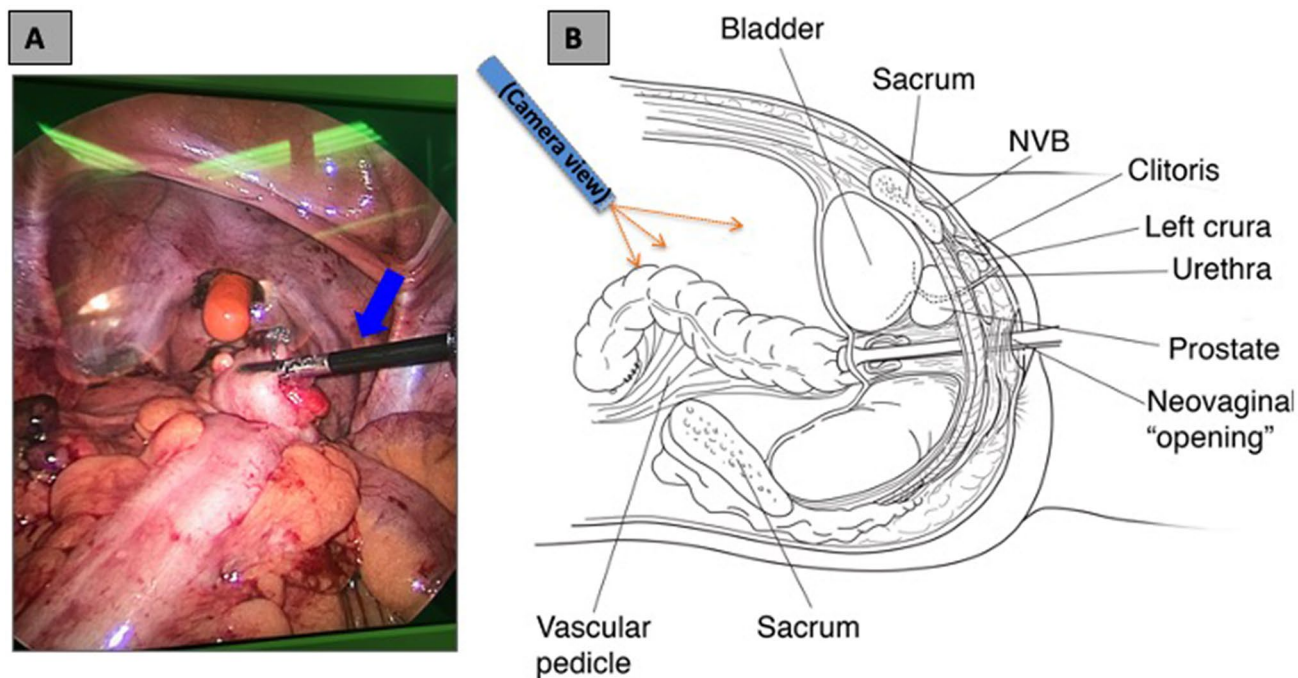 A
B
(Camera view)
Bladder
Sacrum
NVB
Clitoris
Left crura
Urethra
Prostate
Neovaginal
“opening”
Vascular
pedicle
Sacrum